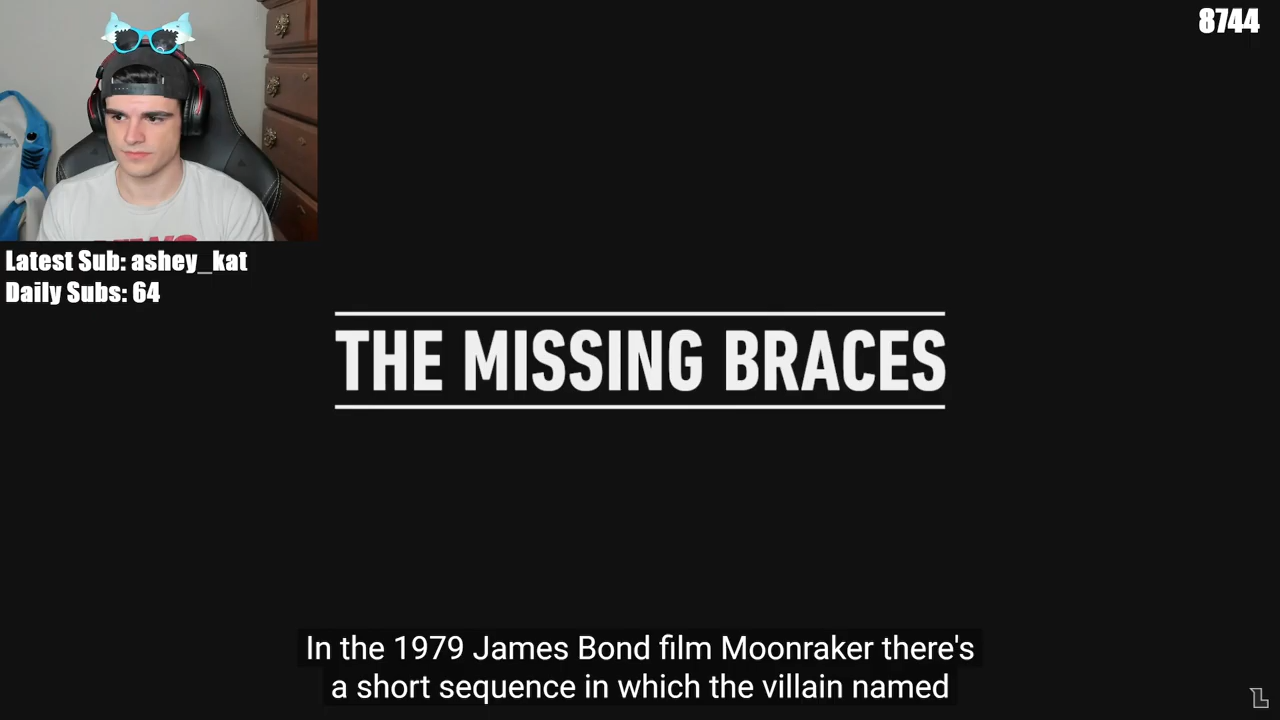 8744
Latest Sub: ashey_kat
Daily Subs: 64
THE MISSING BRACES
In the 1979 James Bond film Moonraker there's
a short sequence in which the villain named